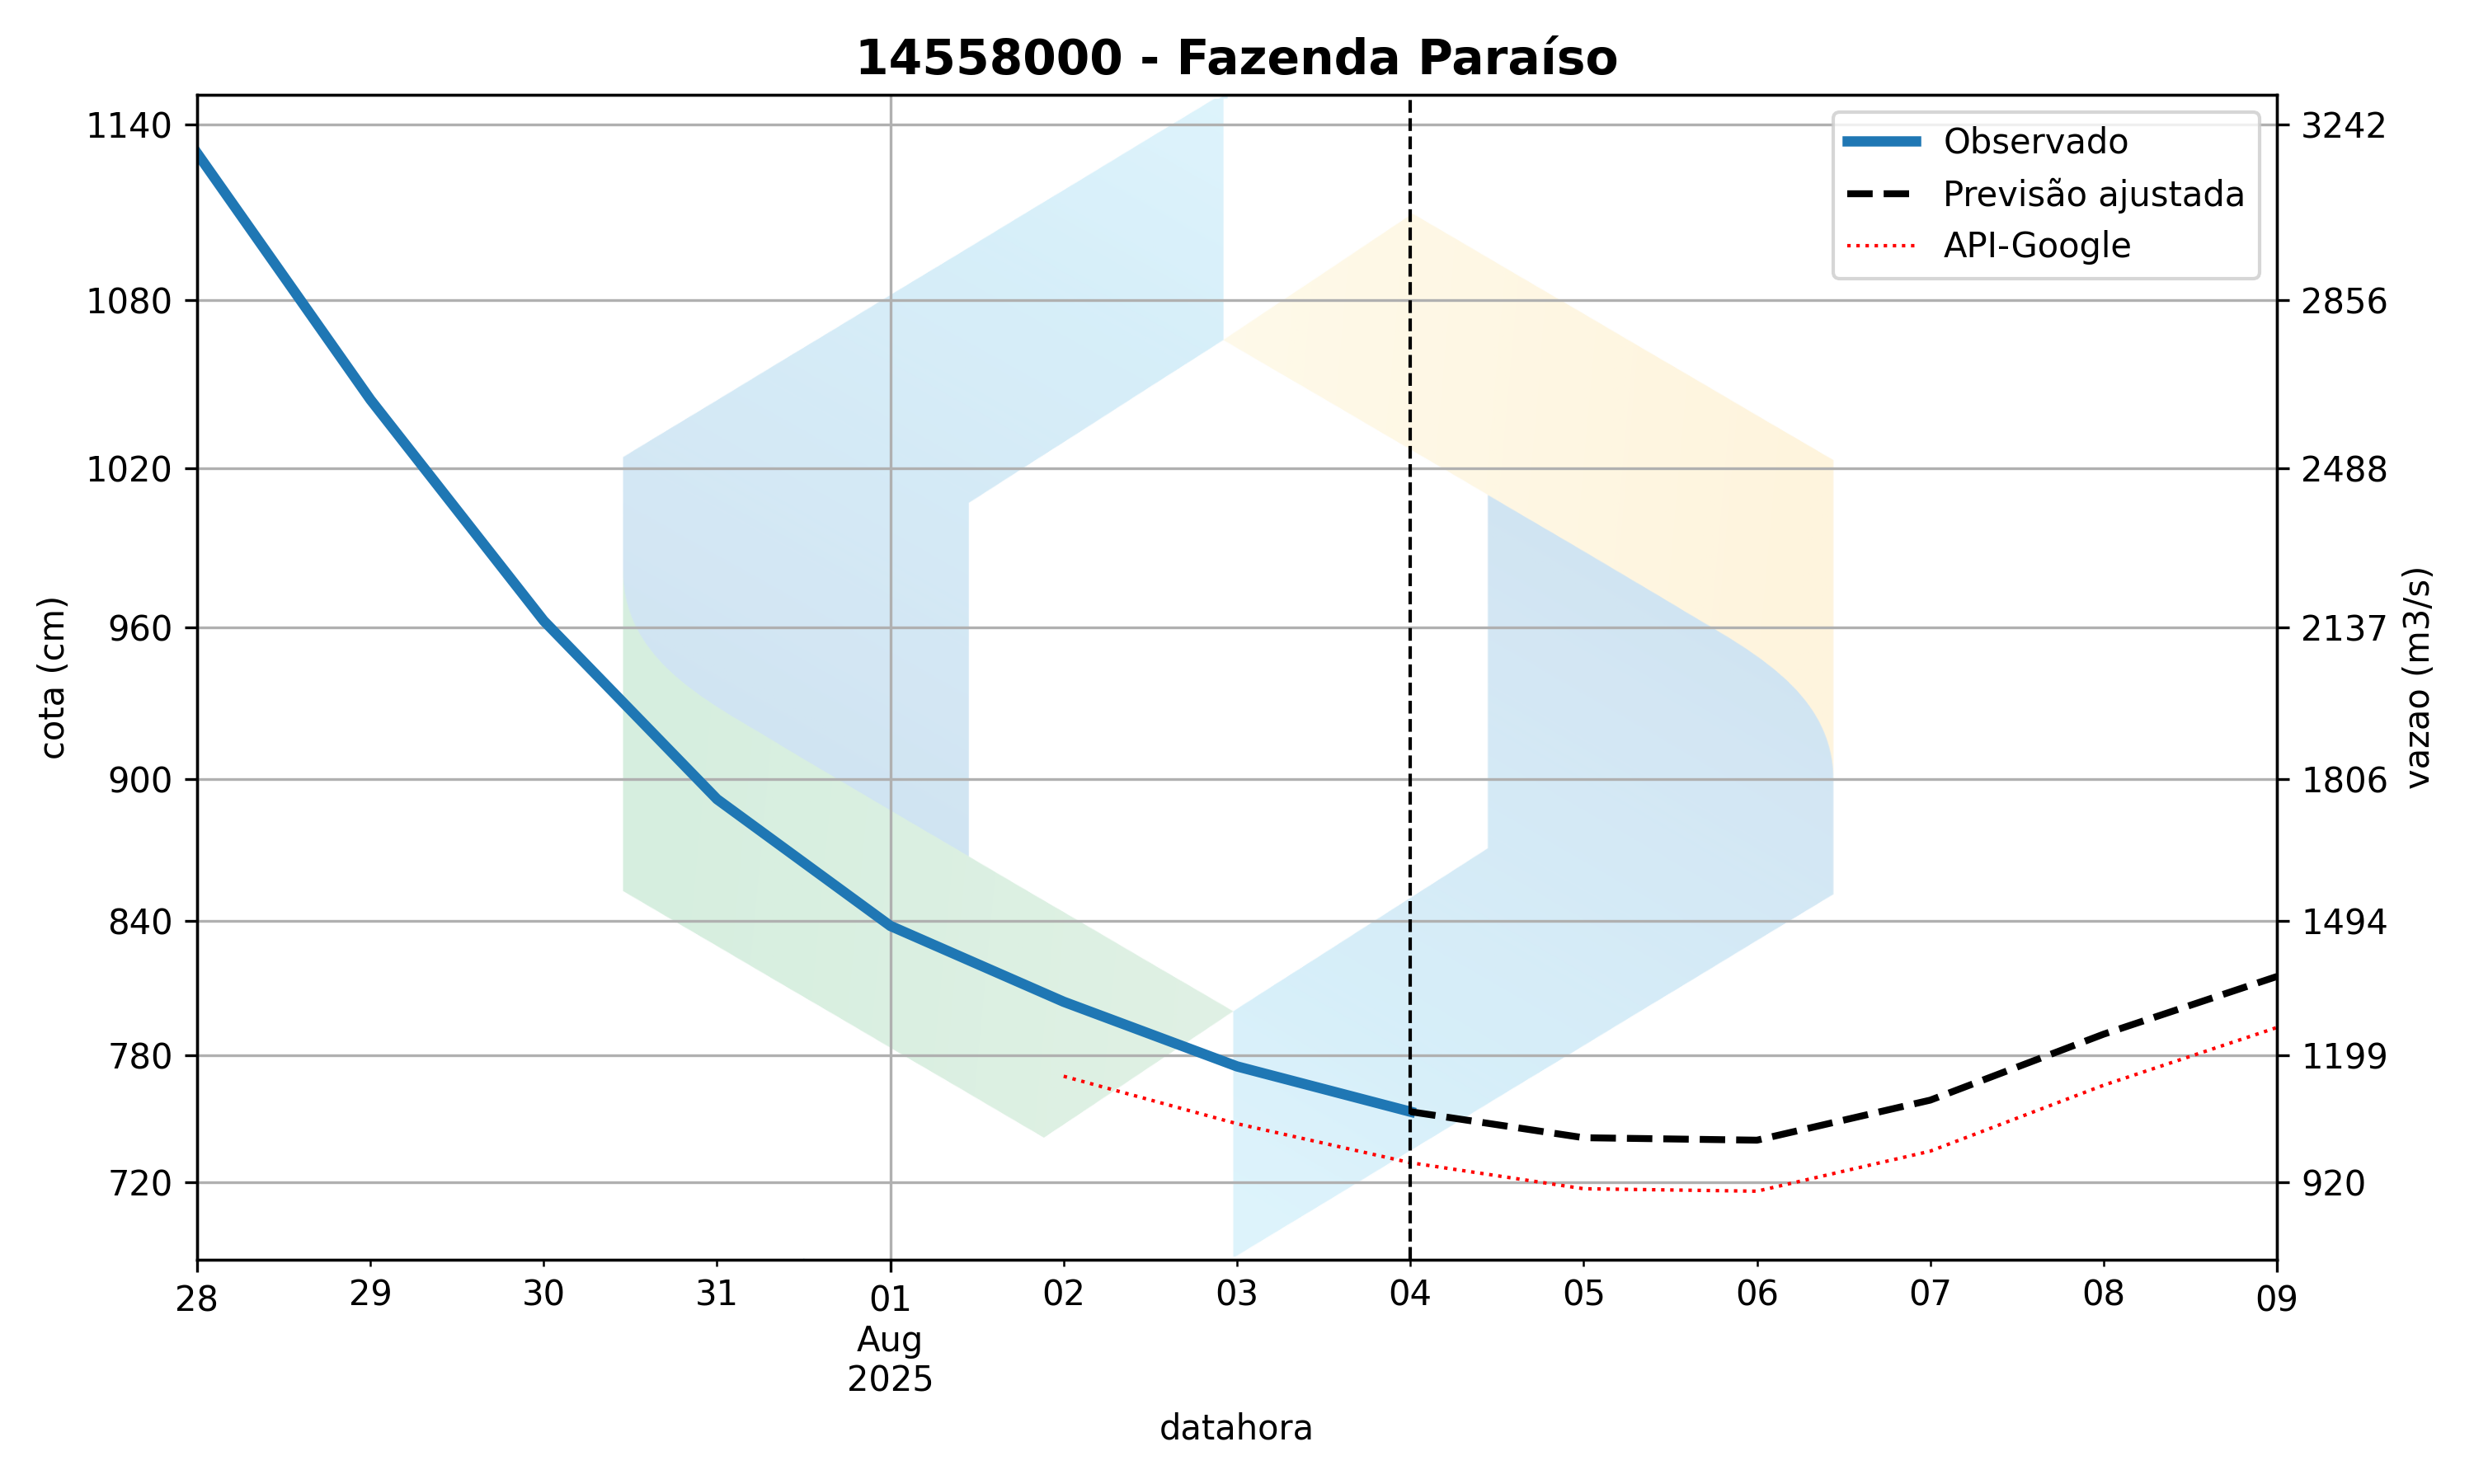 14558000 - Fazenda Paraíso
Observado
Previsão ajustada
API-Google
cota (cm)
1140
1080
1020
960
900
840
780
720
vazao (m3/s)
3242
2856
2488
2137
1806
1494
1199
920
28 29 30 31 01 02 03 04 05 06 07 08 09
Aug
2025
datahora